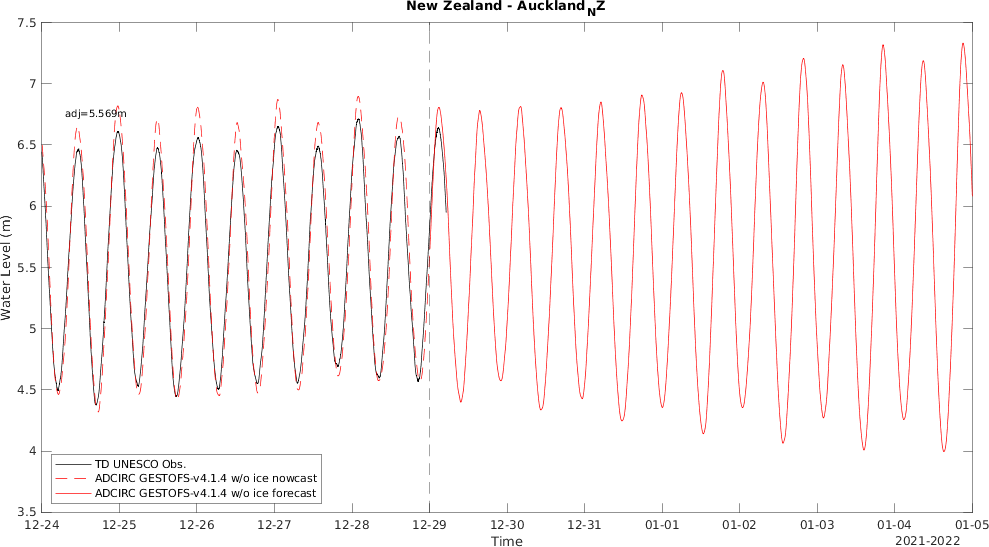 New Zealand - Auckland_NZ
7.5
7
6.5
6
5.5
5
4.5
4
3.5
Water Level (m)
adj=5.569m
TD UNESCO Obs.
ADCIRC GESTOFS-v4.1.4 w/o ice nowcast
ADCIRC GESTOFS-v4.1.4 w/o ice forecast
12-24 12-25 12-26 12-27 12-28 12-29 12-30 12-31 01-01 01-02 01-03 01-04 01-05
Time
2021-2022